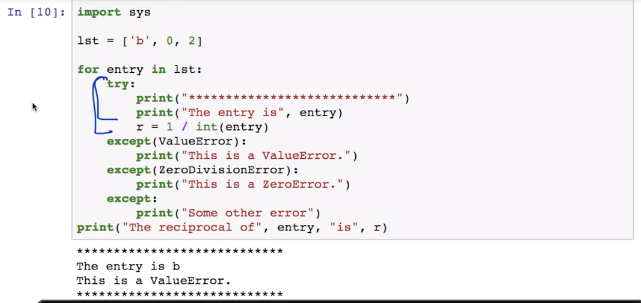 In [10]: import sys
lst = ['b', 0, 2]
for entry in lst:
try:
print("****************************")
print("The entry is", entry)
r = 1 / int(entry)
except(ValueError):
print("This is a ValueError.")
except(ZeroDivisionError):
print("This is a ZeroError.")
except:
print("Some other error")
print("The reciprocal of", entry, "is", r)
****************************
The entry is b
This is a ValueError.
****************************